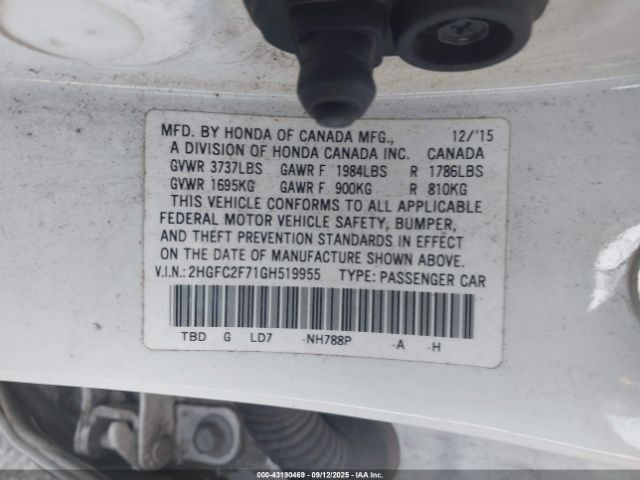 MFD. BY HONDA OF CANADA MFG., 12/'15
A DIVISION OF HONDA CANADA INC. CANADA
GVWR 3737LBS GAWR F 1984LBS R 1786LBS
GVWR 1695KG GAWR F 900KG R 810KG
THIS VEHICLE CONFORMS TO ALL APPLICABLE
FEDERAL MOTOR VEHICLE SAFETY, BUMPER,
AND THEFT PREVENTION STANDARDS IN EFFECT
ON THE DATE OF MANUFACTURE SHOWN ABOVE.
V.I.N.: 2HGFC2F71GH519955 TYPE: PASSENGER CAR
TBD G LD7 -NH788P -A -H
000-43190469 - 09/12/2025 - IAA Inc.